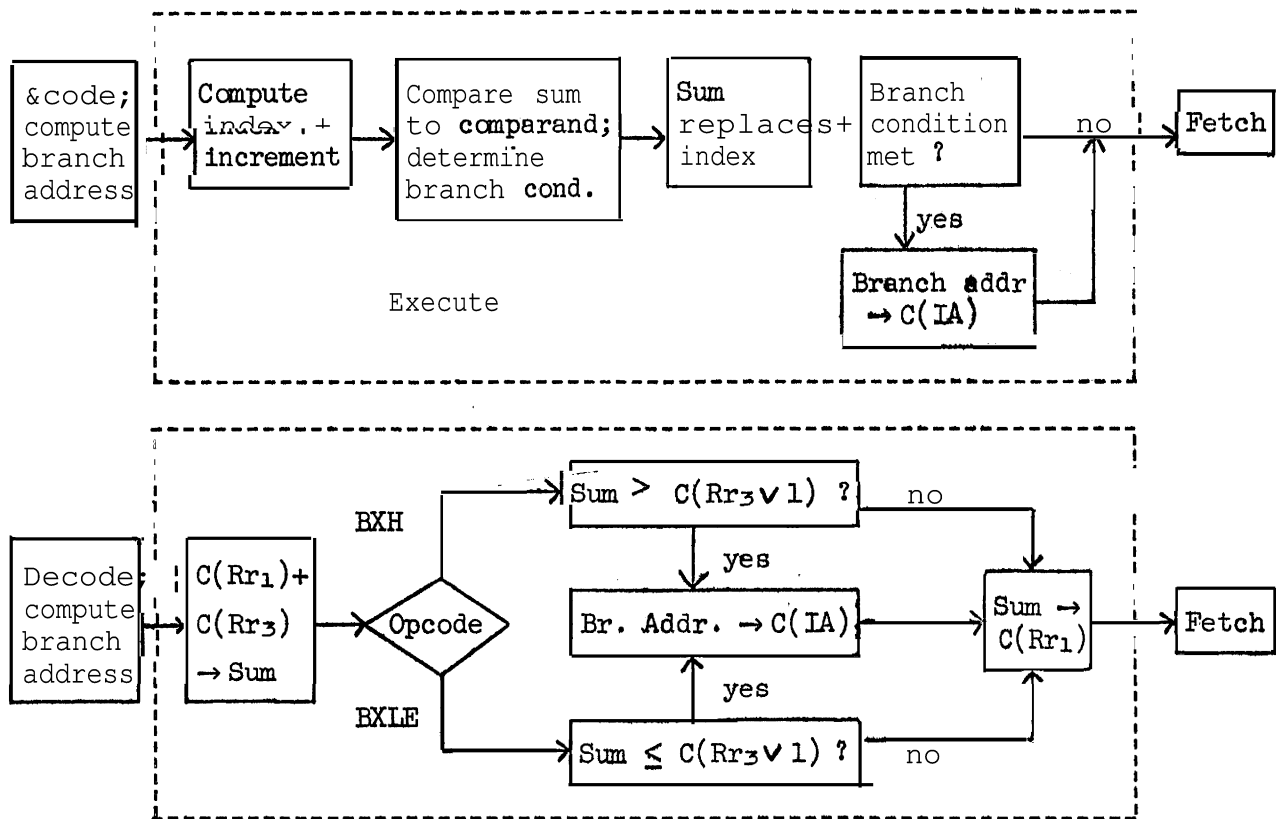 &code;
compute
branch
address
Compute
index. +
increment
Compare sum
to comparand;
determine
branch cond.
Sum
replaces+
index
Branch
condition
met ?
no
Fetch
yes
Branch addr
→ C(IA)
Execute
Decode;
compute
branch
address
C(Rr1)+
C(Rr3)
→ Sum
Opcode
BXH
BXLE
Sum > C(Rr3∨1) ?
no
yes
Br. Addr. → C(IA)
yes
Sum ≤ C(Rr3∨1) ?
no
Sum →
C(Rr1)
Fetch